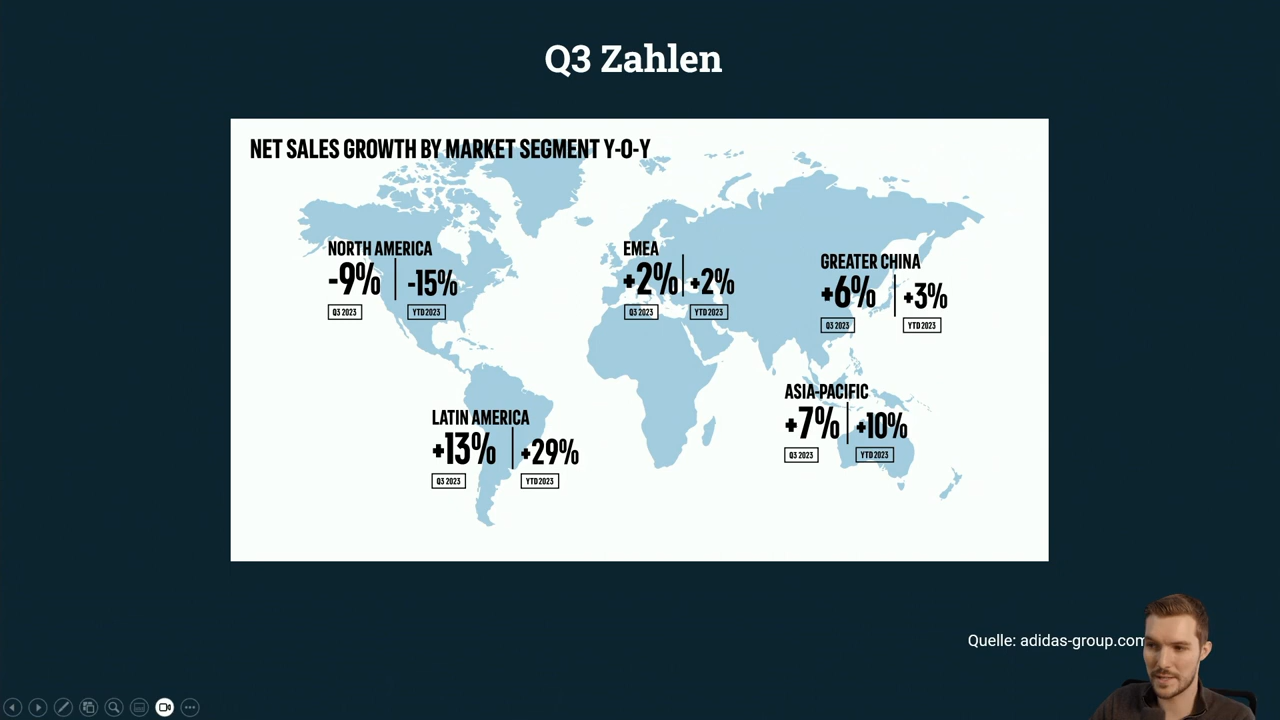 Q3 Zahlen
NET SALES GROWTH BY MARKET SEGMENT Y-O-Y
NORTH AMERICA
-9% -15%
Q3 2023 YTD 2023
EMEA
+2% +2%
Q3 2023 YTD 2023
GREATER CHINA
+6% +3%
Q3 2023 YTD 2023
LATIN AMERICA
+13% +29%
Q3 2023 YTD 2023
ASIA-PACIFIC
+7% +10%
Q3 2023 YTD 2023
Quelle: adidas-group.com